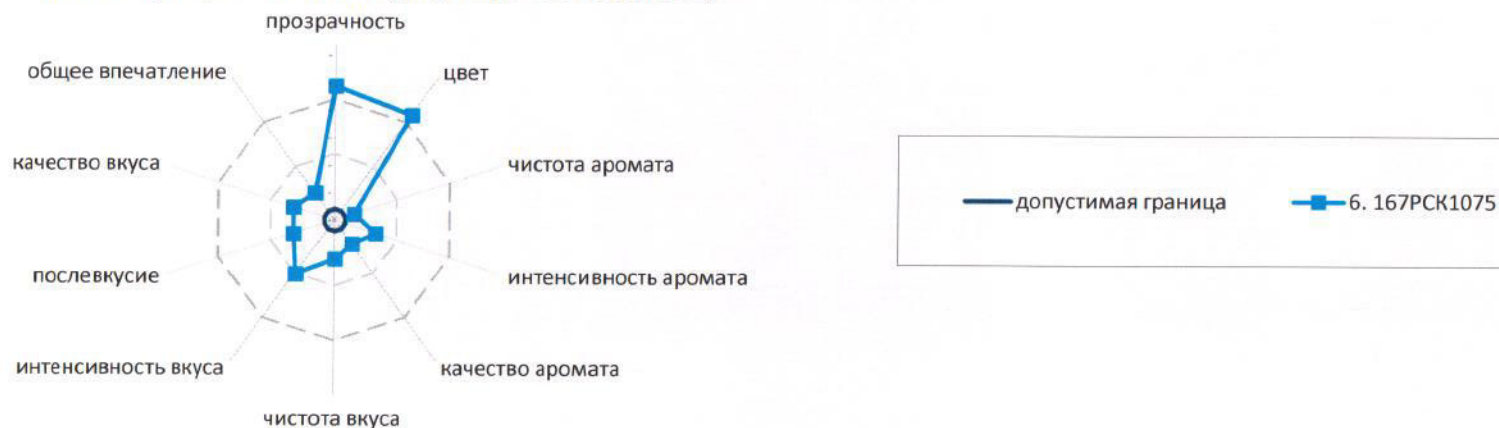 прозрачность
общее впечатление
цвет
качество вкуса
чистота аромата
допустимая граница
6. 167РСК1075
послевкусие
интенсивность аромата
интенсивность вкуса
качество аромата
чистота вкуса